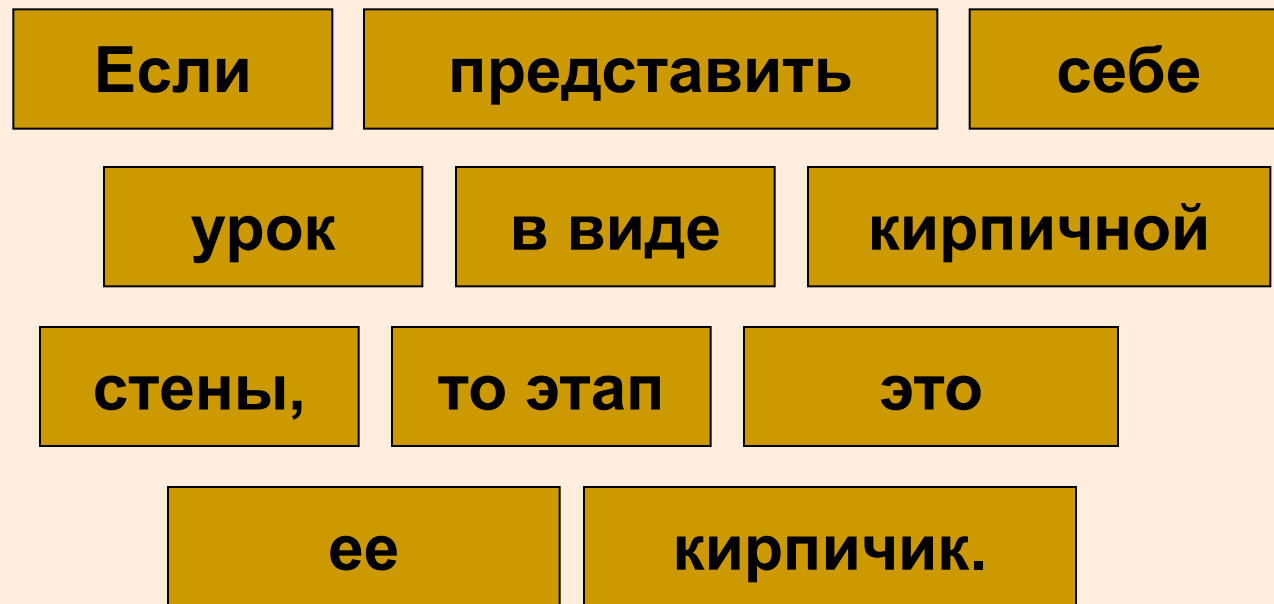 Если представить себе
урок в виде кирпичной
стены, то этап это
ее кирпичик.